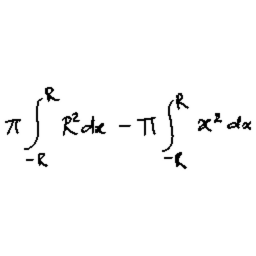 π∫_{-R}^{R} R² dx - π∫_{-R}^{R} x² dx